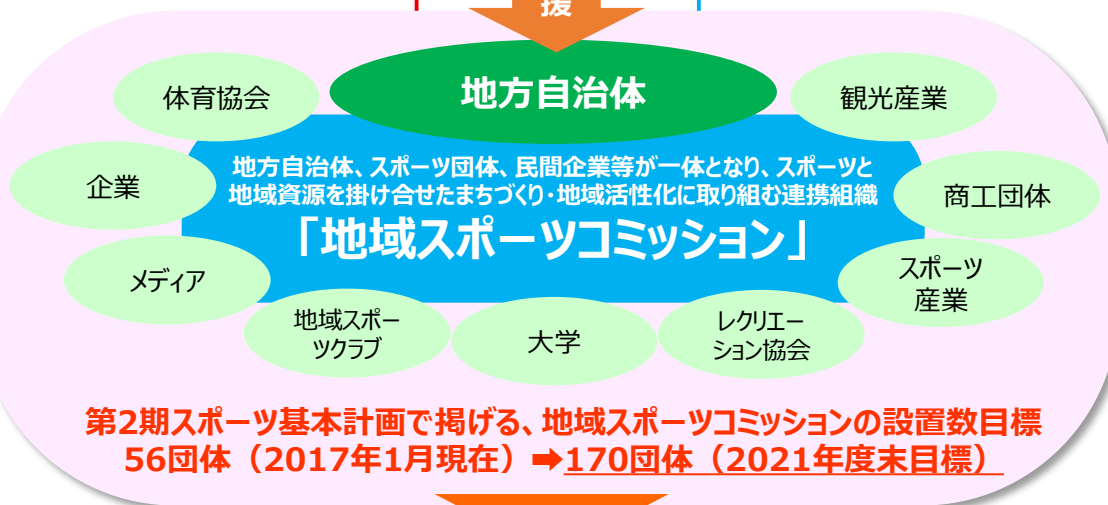 援
地方自治体
体育協会
観光産業
企業
商工団体
地方自治体、スポーツ団体、民間企業等が一体となり、スポーツと
地域資源を掛け合せたまちづくり・地域活性化に取り組む連携組織
「地域スポーツコミッション」
メディア
スポーツ
産業
地域スポー
ツクラブ
大学
レクリエー
ション協会
第2期スポーツ基本計画で掲げる、地域スポーツコミッションの設置数目標
56団体（2017年1月現在）➡170団体（2021年度末目標）